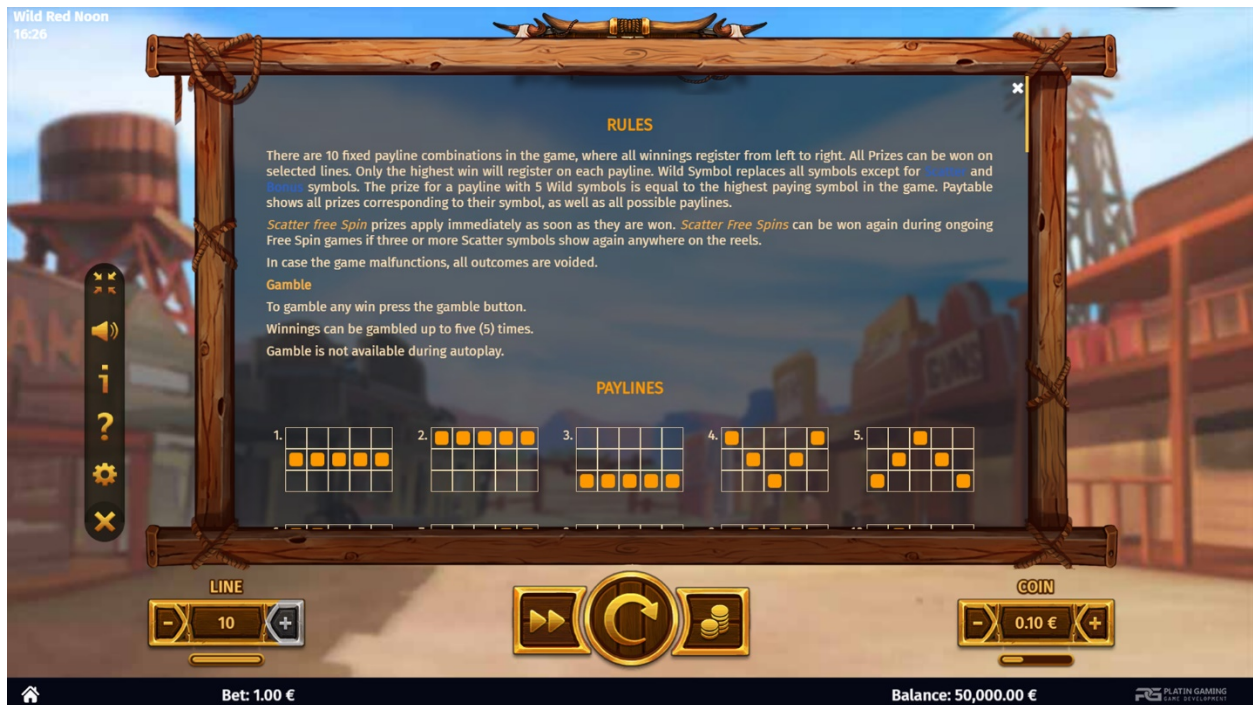 Wild Red Noon
16:26
RULES
There are 10 fixed payline combinations in the game, where all winnings register from left to right. All Prizes can be won on
selected lines. Only the highest win will register on each payline. Wild Symbol replaces all symbols except for Scatter and
Bonus symbols. The prize for a payline with 5 Wild symbols is equal to the highest paying symbol in the game. Paytable
shows all prizes corresponding to their symbol, as well as all possible paylines.
Scatter free Spin prizes apply immediately as soon as they are won. Scatter Free Spins can be won again during ongoing
Free Spin games if three or more Scatter symbols show again anywhere on the reels.
In case the game malfunctions, all outcomes are voided.
Gamble
To gamble any win press the gamble button.
Winnings can be gambled up to five (5) times.
Gamble is not available during autoplay.
PAYLINES
1. 2. 3. 4. 5.
GUNS
LINE
10
COIN
0.10 €
Bet: 1.00 €
Balance: 50,000.00 €
PLATIN GAMING
GAME DEVELOPMENT